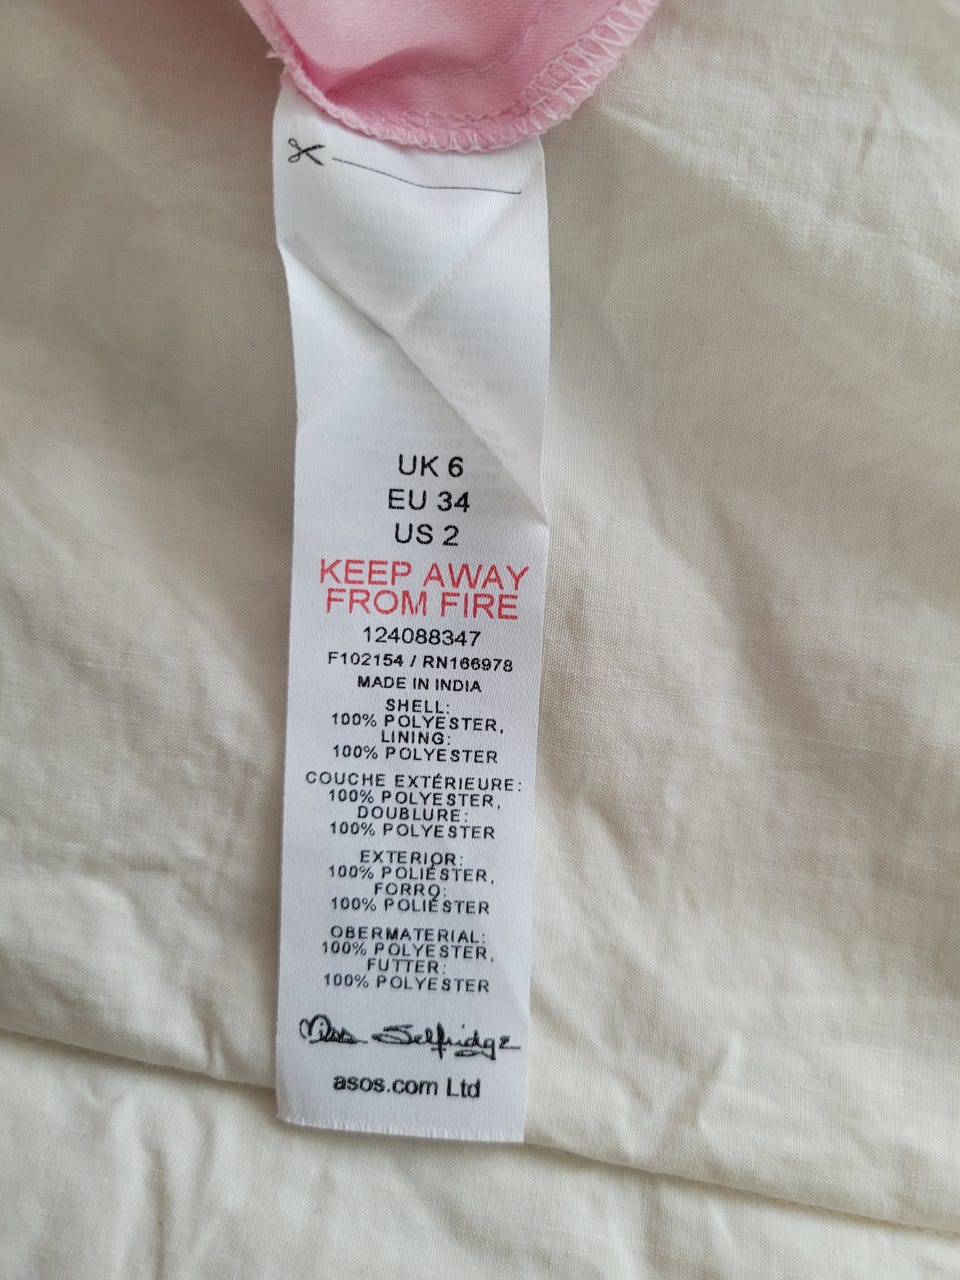 UK 6
EU 34
US 2
KEEP AWAY
FROM FIRE
124088347
F102154 / RN166978
MADE IN INDIA
SHELL:
100% POLYESTER,
LINING:
100% POLYESTER
COUCHE EXTÉRIEURE:
100% POLYESTER,
DOUBLURE:
100% POLYESTER
EXTERIOR:
100% POLIÉSTER,
FORRO:
100% POLIÉSTER
OBERMATERIAL:
100% POLYESTER,
FUTTER:
100% POLYESTER
Miss Selfridge
asos.com Ltd